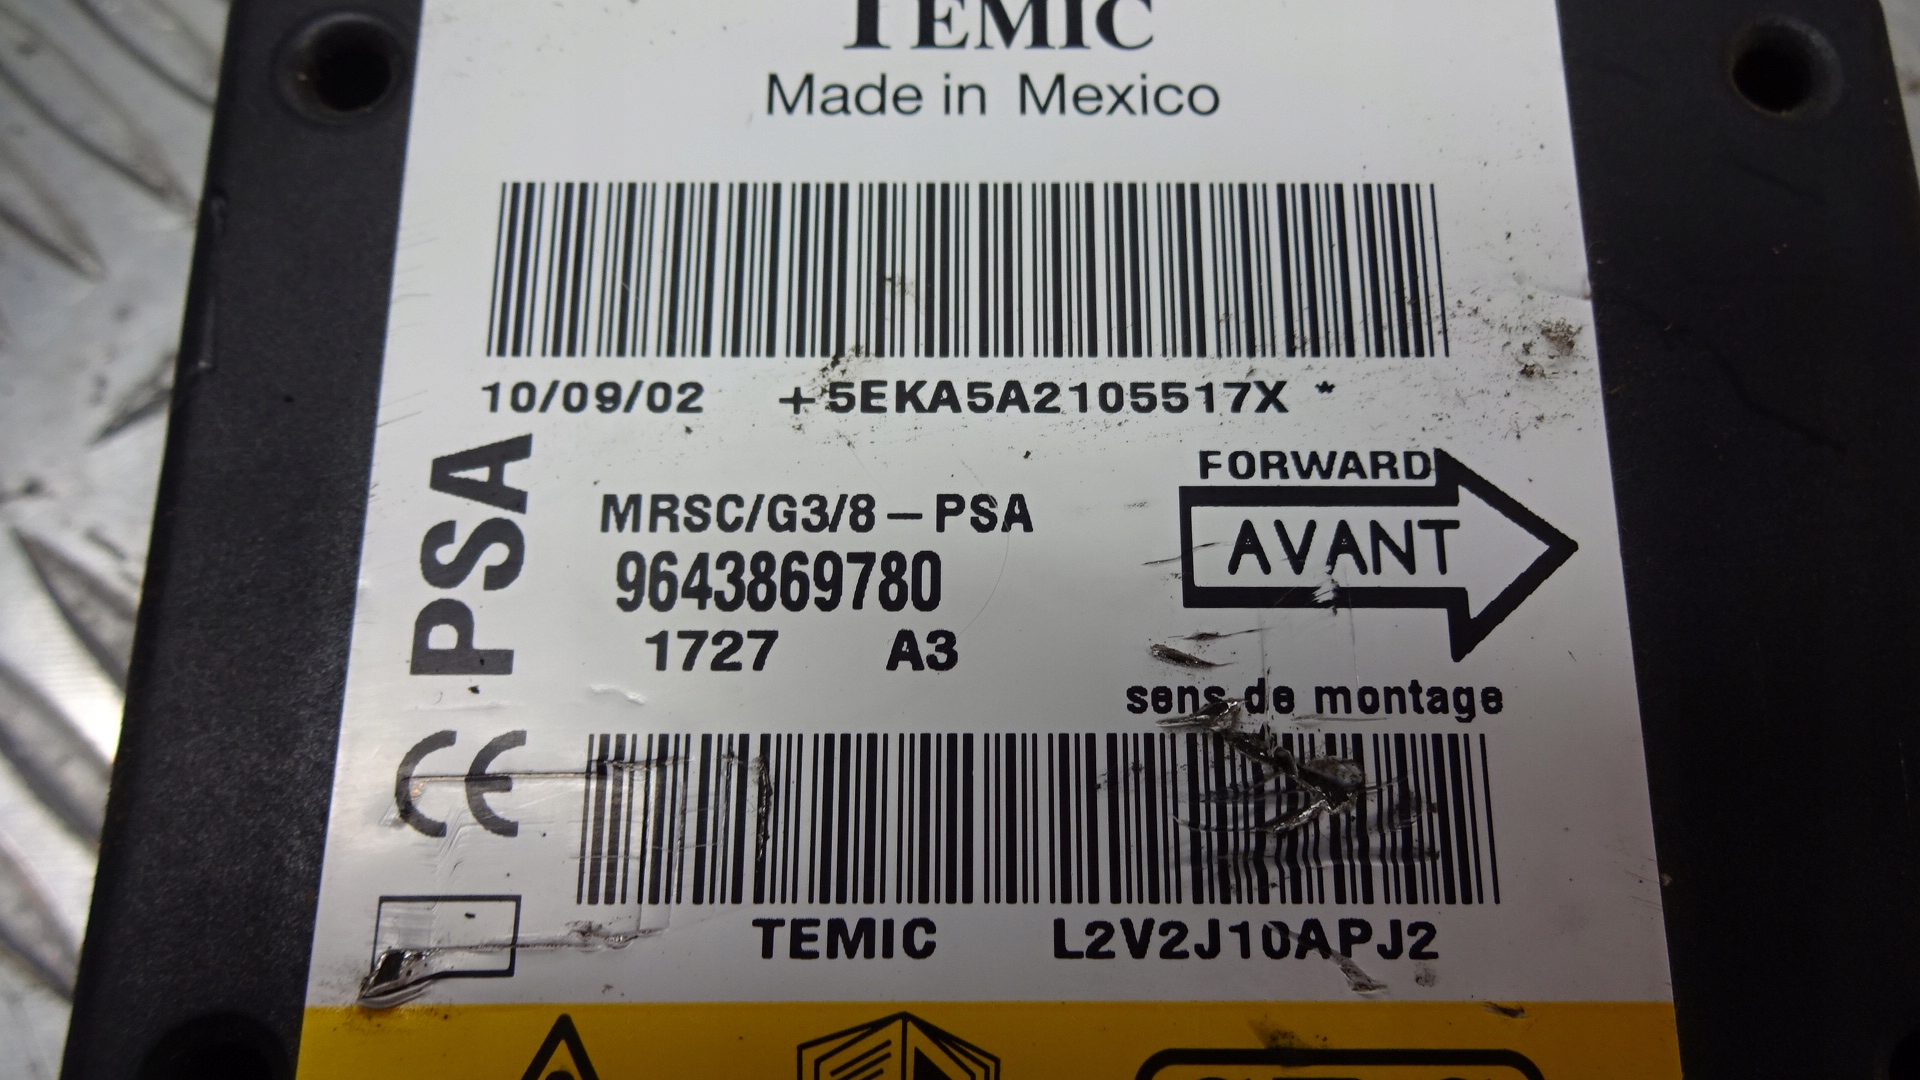 TEMIC
Made in Mexico
10/09/02 +5EKA5A2105517X *
PSA
FORWARD
MRSC/G3/8-PSA
AVANT
9643869780
1727 A3
sens de montage
CE
TEMIC L2V2J10APJ2